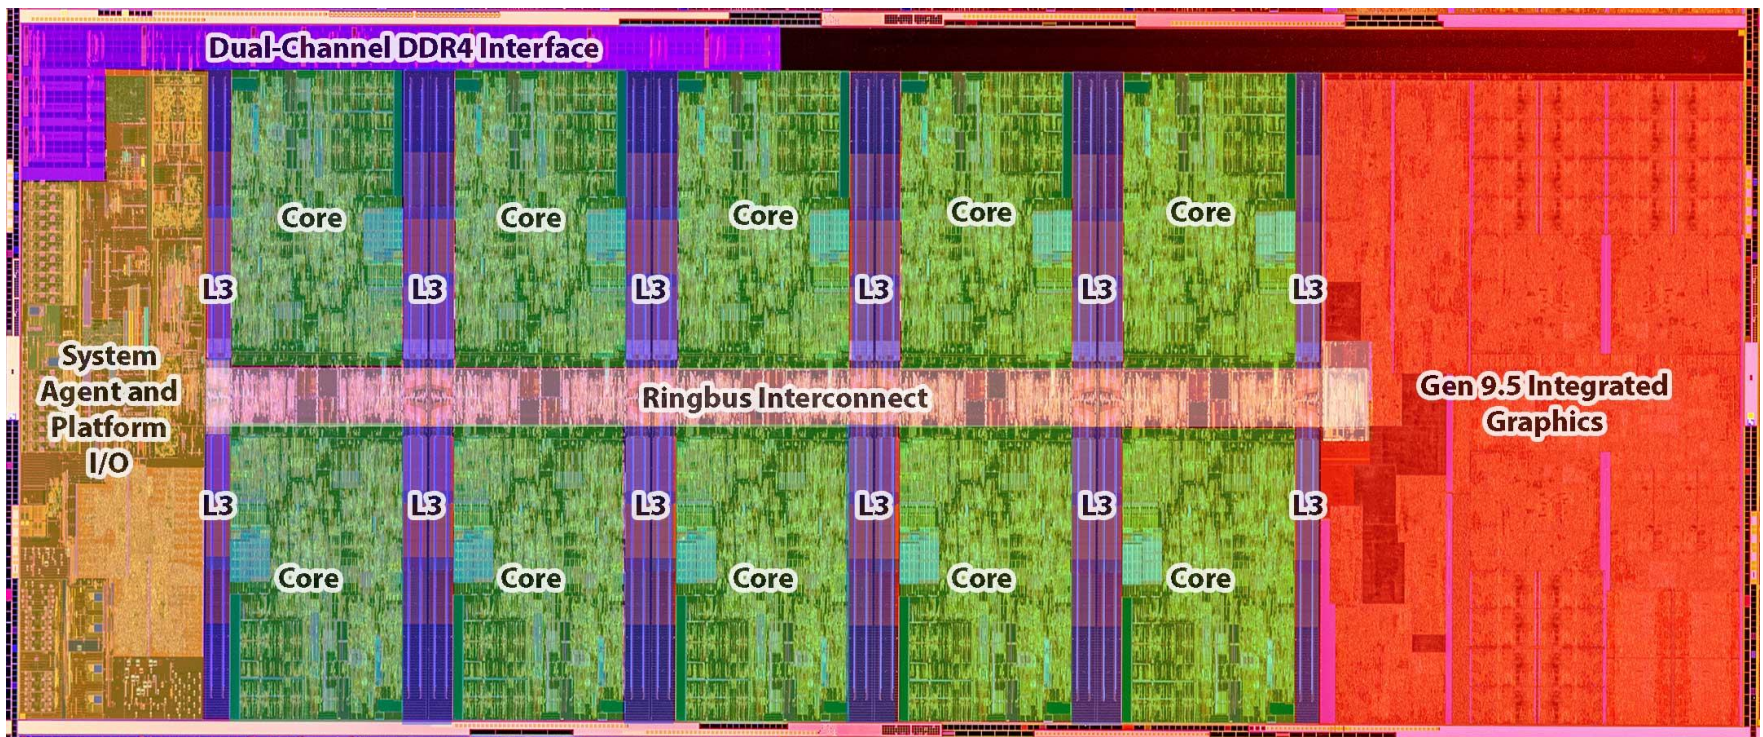 Dual-Channel DDR4 Interface
Core
Core
Core
Core
Core
L3
L3
L3
L3
L3
L3
System
Agent and
Platform
I/O
Ringbus Interconnect
Gen 9.5 Integrated
Graphics
L3
L3
L3
L3
L3
L3
Core
Core
Core
Core
Core